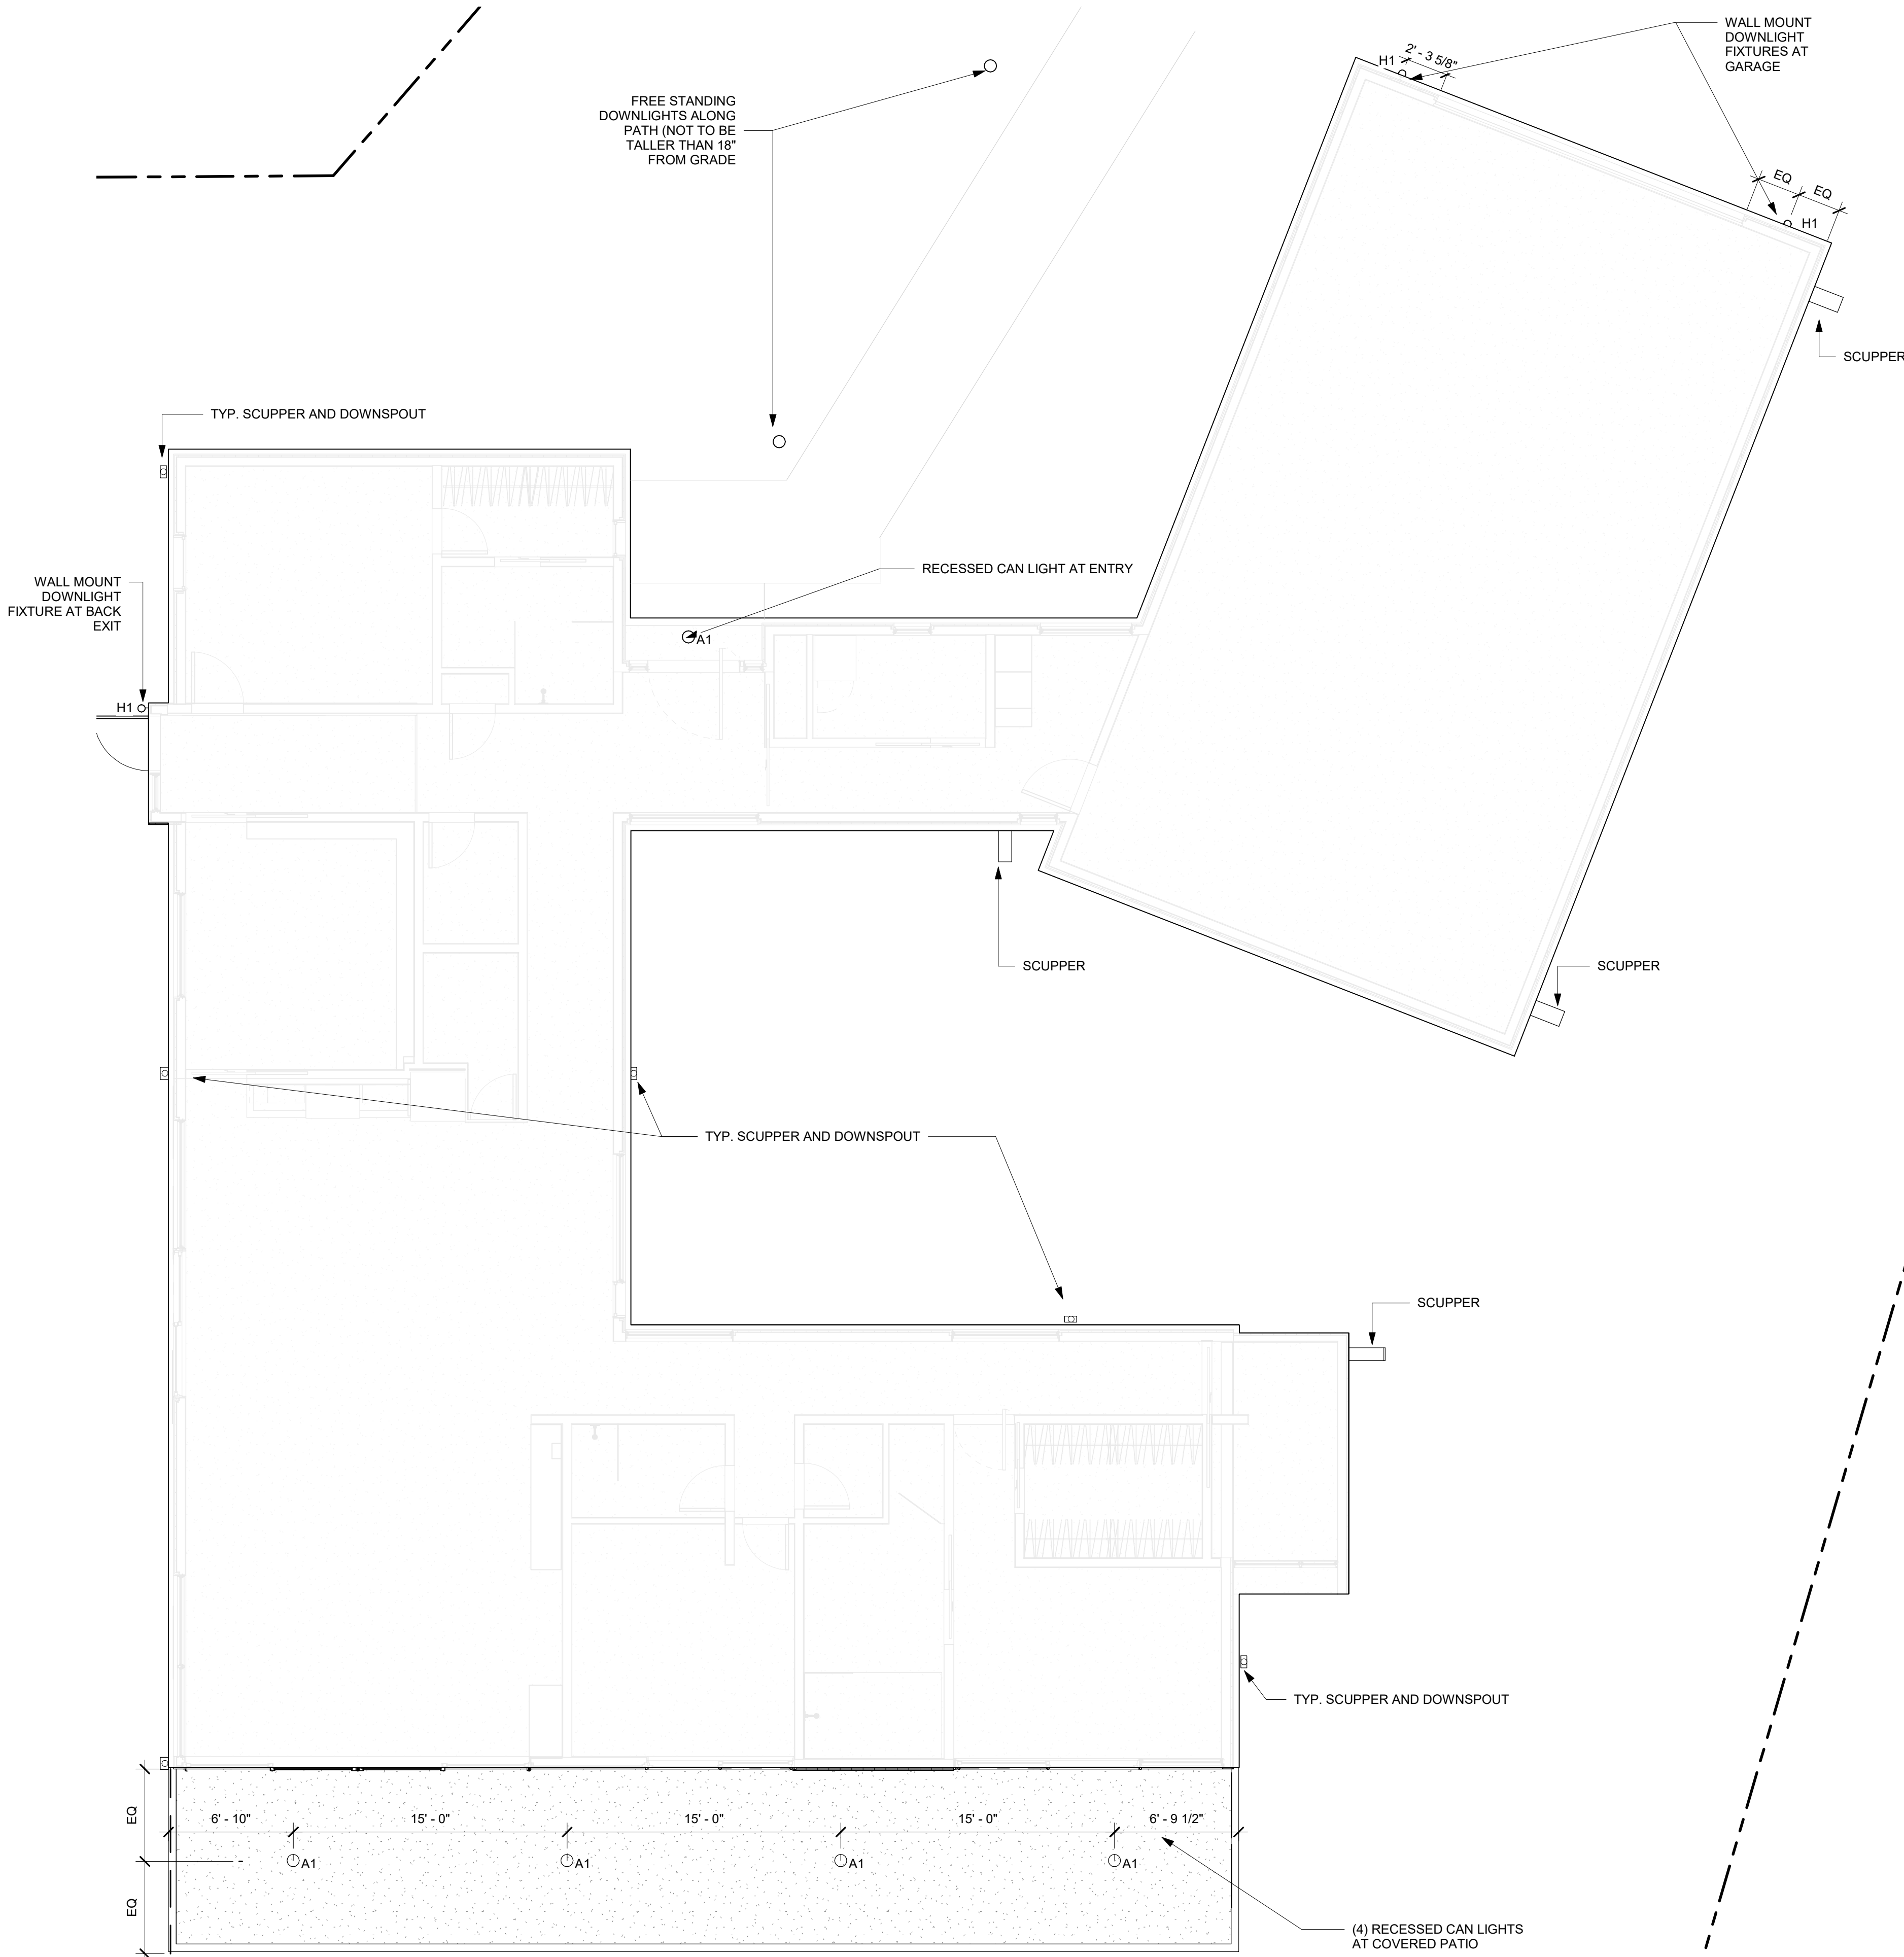 WALL MOUNT
DOWNLIGHT
FIXTURES AT
GARAGE
2' - 3 5/8"
H1
FREE STANDING
DOWNLIGHTS ALONG
PATH (NOT TO BE
TALLER THAN 18"
FROM GRADE
EQ
EQ
H1
SCUPPER
TYP. SCUPPER AND DOWNSPOUT
RECESSED CAN LIGHT AT ENTRY
WALL MOUNT
DOWNLIGHT
FIXTURE AT BACK
EXIT
A1
H1
SCUPPER
SCUPPER
TYP. SCUPPER AND DOWNSPOUT
SCUPPER
TYP. SCUPPER AND DOWNSPOUT
EQ
6' - 10"
15' - 0"
15' - 0"
15' - 0"
6' - 9 1/2"
A1
A1
A1
A1
EQ
(4) RECESSED CAN LIGHTS
AT COVERED PATIO